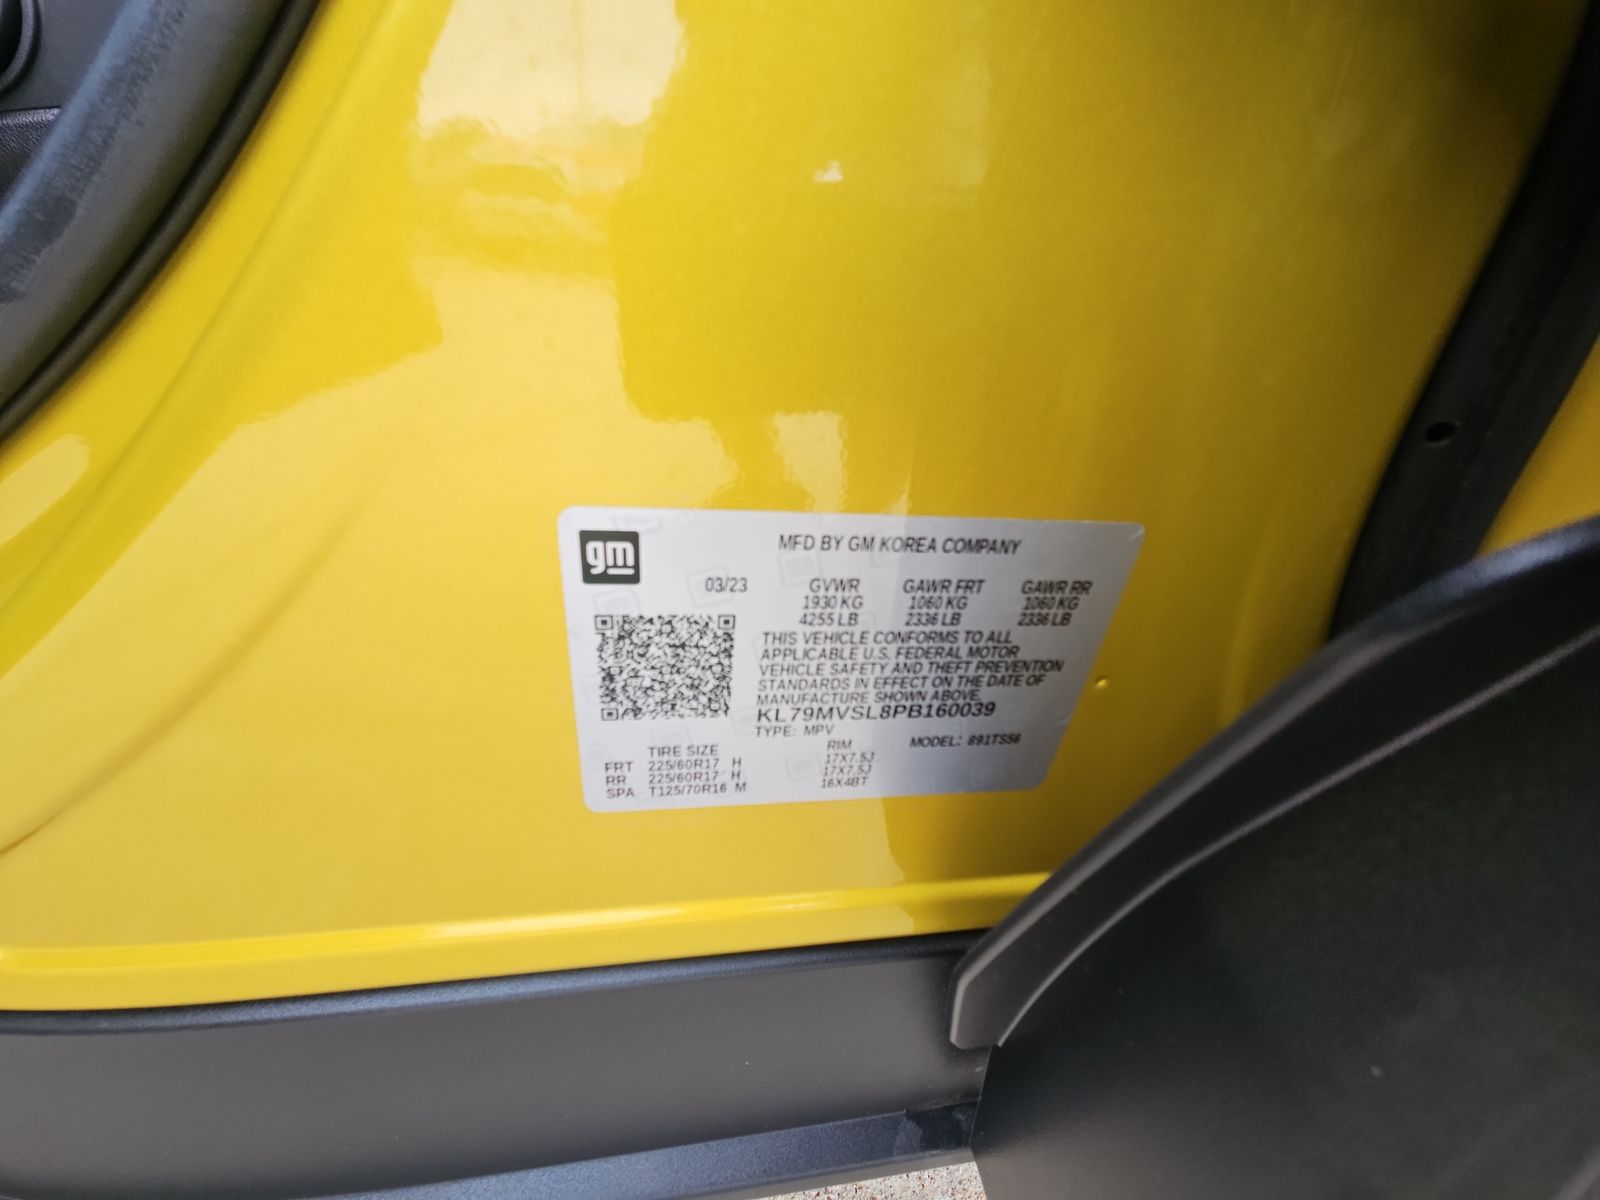 gm
MFD BY GM KOREA COMPANY
03/23 GVWR GAWR FRT GAWR RR
1930 KG 1060 KG 1060 KG
4255 LB 2336 LB 2336 LB
THIS VEHICLE CONFORMS TO ALL
APPLICABLE U.S. FEDERAL MOTOR
VEHICLE SAFETY AND THEFT PREVENTION
STANDARDS IN EFFECT ON THE DATE OF
MANUFACTURE SHOWN ABOVE.
KL79MVSL8PB160039
TYPE: MPV MODEL: 891TS56
TIRE SIZE RIM
FRT 225/60R17 H 17X7.5J
RR 225/60R17 H 17X7.5J
SPA T125/70R16 M 16X4BT